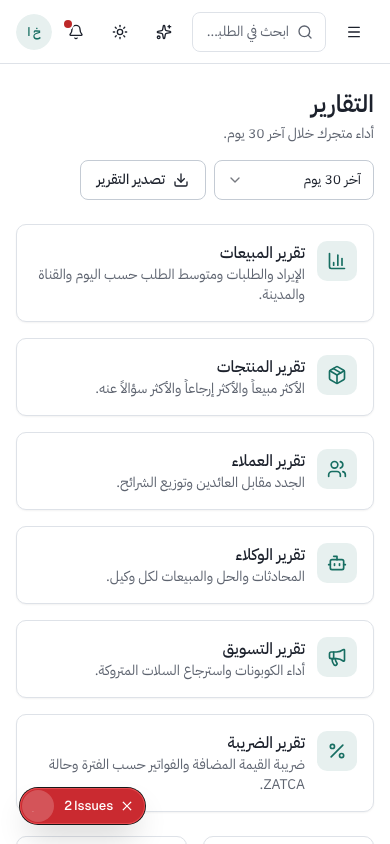 ابحث في الطلبـ...
خ ا
التقارير
أداء متجرك خلال آخر 30 يوم.
آخر 30 يوم
تصدير التقرير
تقرير المبيعات
الإيراد والطلبات ومتوسط الطلب حسب اليوم والقناة
والمدينة.
تقرير المنتجات
الأكثر مبيعاً والأكثر إرجاعاً والأكثر سؤالاً عنه.
تقرير العملاء
الجدد مقابل العائدين وتوزيع الشرائح.
تقرير الوكلاء
المحادثات والحل والمبيعات لكل وكيل.
تقرير التسويق
أداء الكوبونات واسترجاع السلات المتروكة.
تقرير الضريبة
ضريبة القيمة المضافة والفواتير حسب الفترة وحالة
ZATCA.
2 Issues